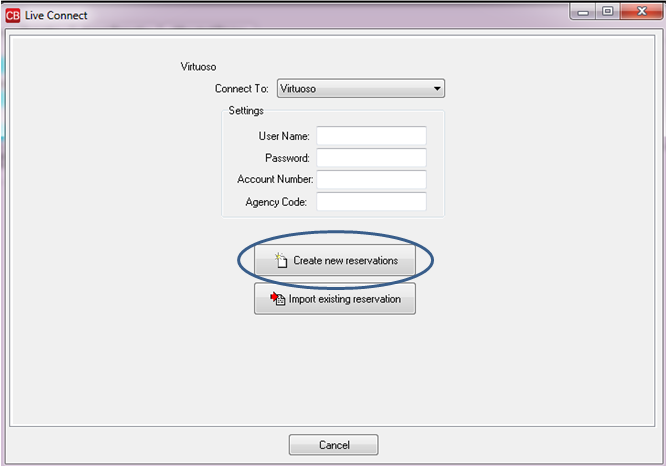 CB Live Connect
Virtuoso
Connect To: Virtuoso
Settings
User Name:
Password:
Account Number:
Agency Code:
Create new reservations
Import existing reservation
Cancel